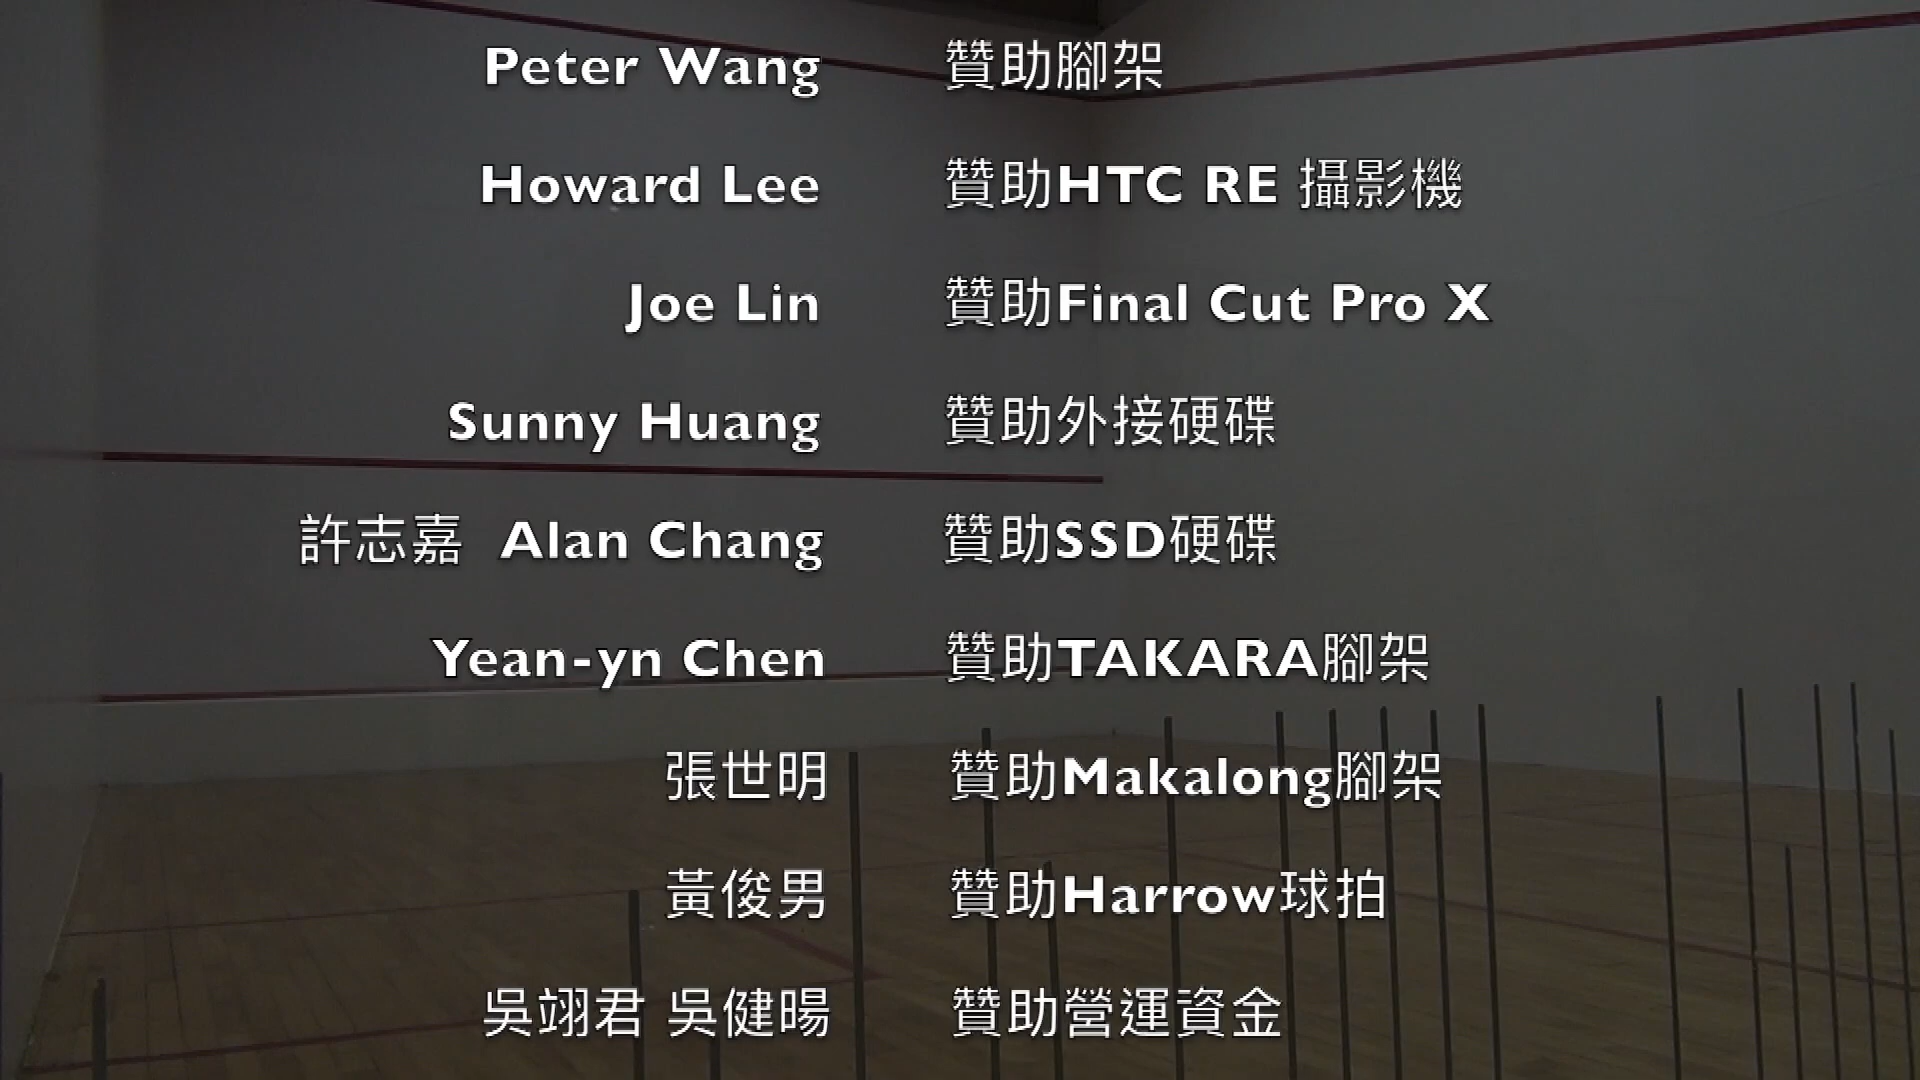 Peter Wang 贊助腳架
Howard Lee 贊助HTC RE 攝影機
Joe Lin 贊助Final Cut Pro X
Sunny Huang 贊助外接硬碟
許志嘉 Alan Chang 贊助SSD硬碟
Yean-yn Chen 贊助TAKARA腳架
張世明 贊助Makalong腳架
黃俊男 贊助Harrow球拍
吳翊君 吳健暘 贊助營運資金